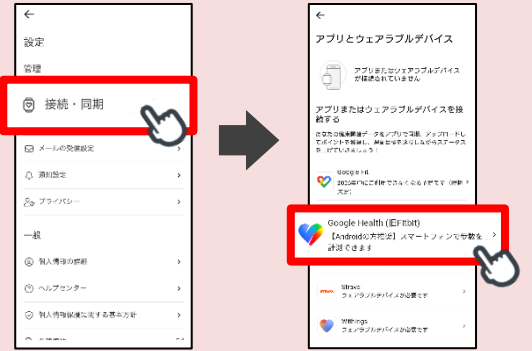 設定
管理
接続・同期
メールの受信設定
通知設定
プライバシー
一般
個人情報の詳細
ヘルプセンター
個人情報保護に関する基本方針
アプリとウェアラブルデバイス
アプリまたはウェアラブルデバイス
が接続されていません
アプリまたはウェアラブルデバイスを接
続する
Google Fit
Google Health (旧Fitbit)
【Androidの方推奨】スマートフォンで歩数を
計測できます
Strava
ウェアラブルデバイスが必要です
Withings
ウェアラブルデバイスが必要です